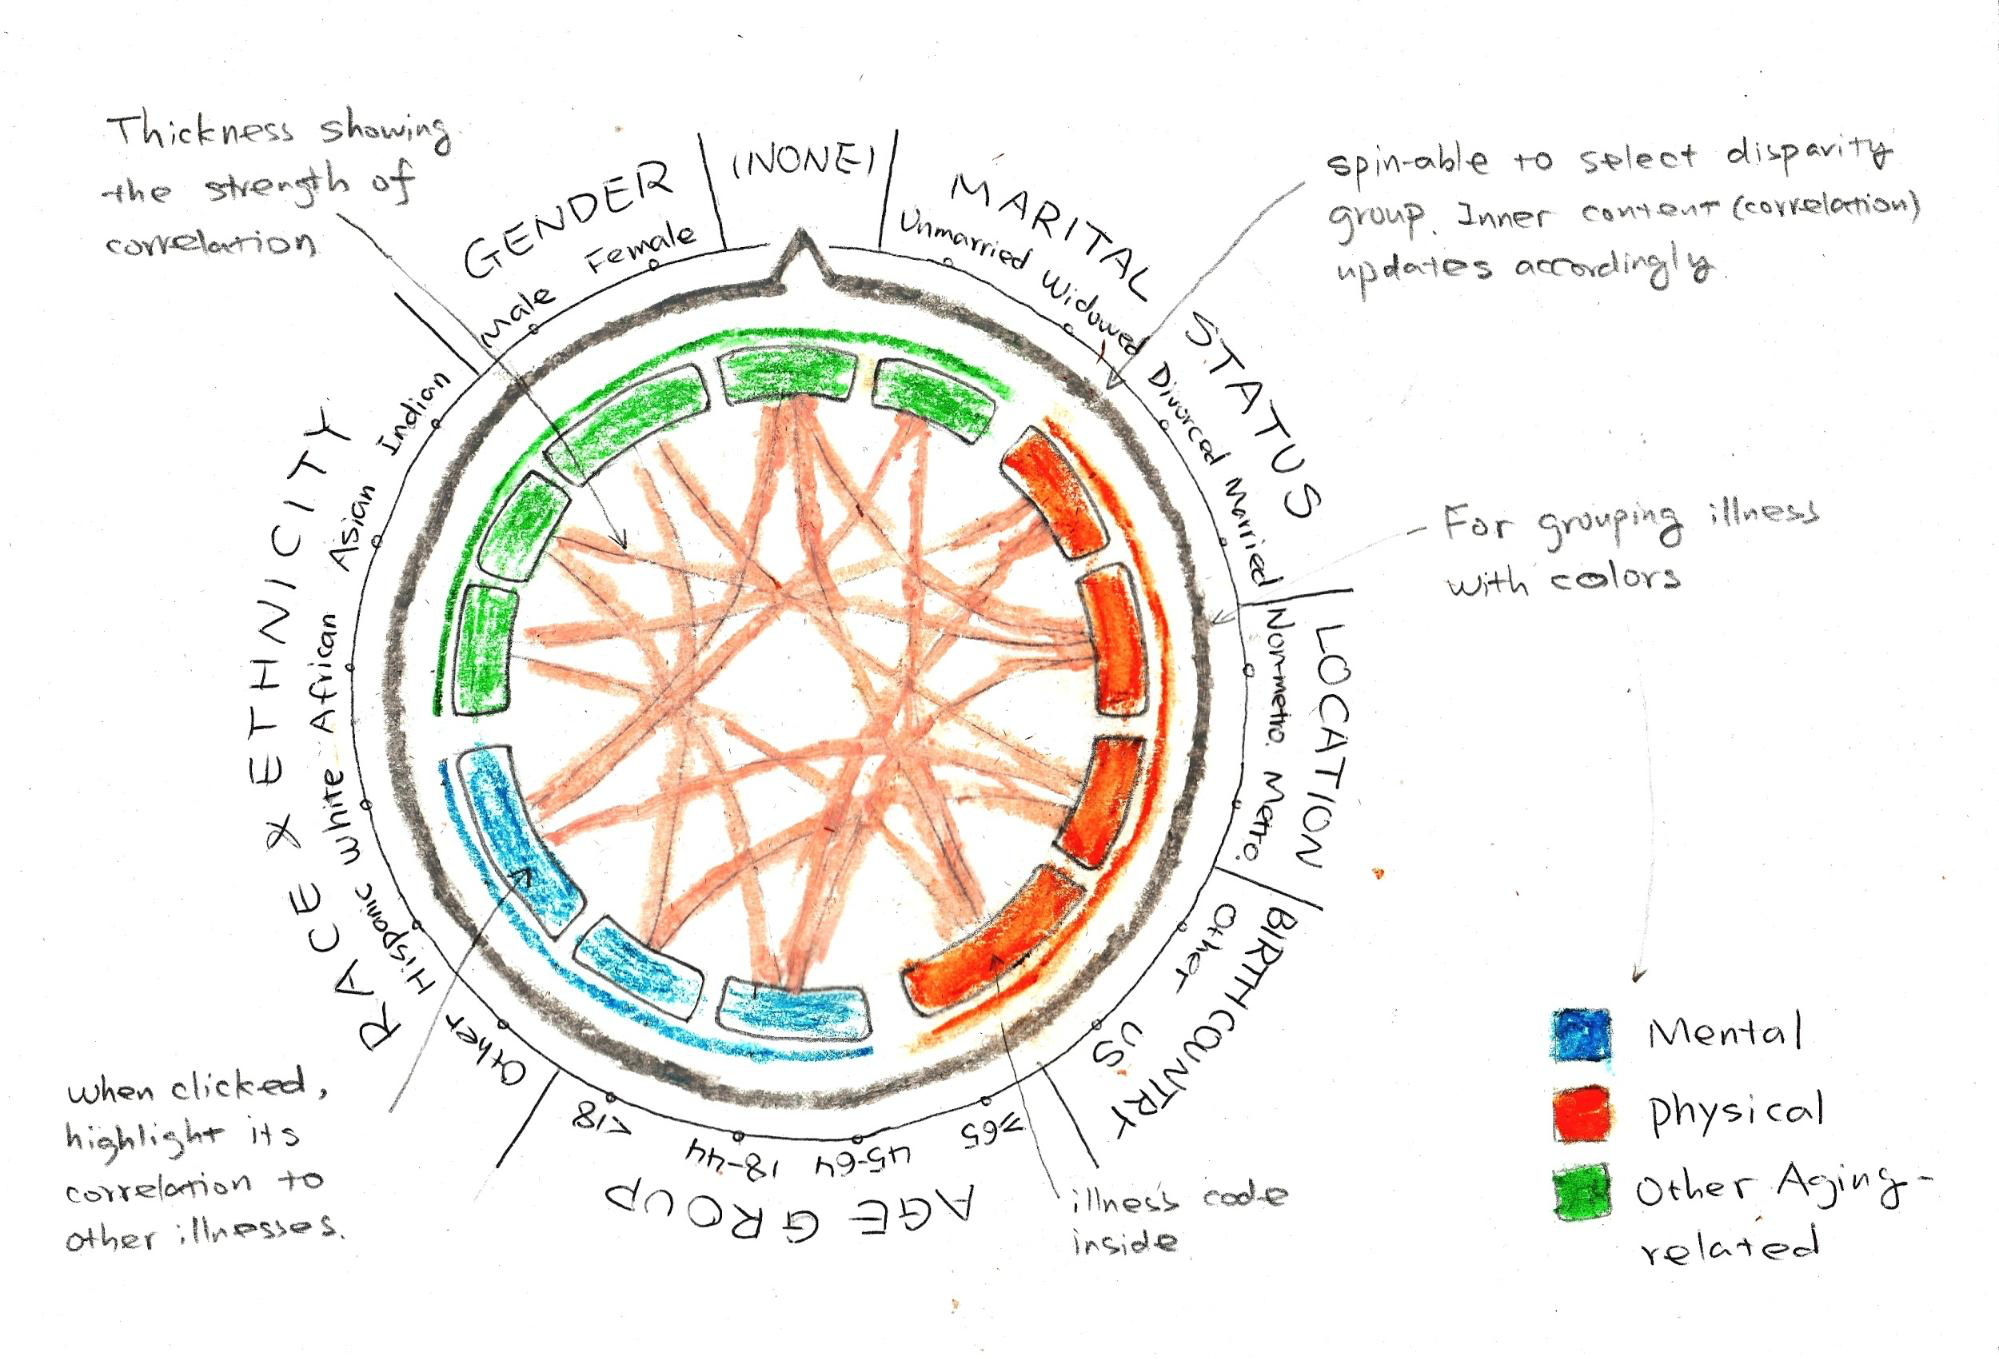 Thickness showing
the strength of
correlation
spin-able to select disparity
group. Inner content (correlation)
updates accordingly.
For grouping illness
with colors
when clicked,
highlight its
correlation to
other illnesses.
illness code
inside
(NONE)
MARITAL STATUS
Unmarried
Widowed
Divorced
Married
LOCATION
Non-metro.
Metro.
BIRTH COUNTRY
Other
US
AGE GROUP
≥65
45-64
18-44
<18
RACE x ETHNICITY
Other
Hispanic
White
African
Asian
Indian
GENDER
Male
Female
Mental
physical
Other Aging-
related